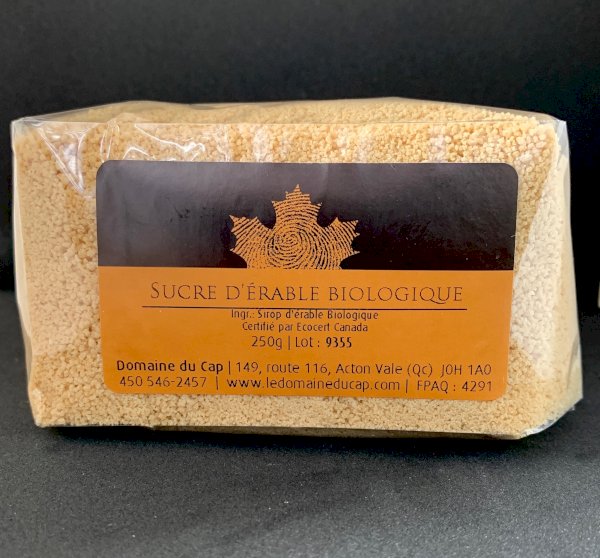 SUCRE D'ÉRABLE BIOLOGIQUE
Ingr.: Sirop d'érable Biologique
Certifié par Ecocert Canada
250g | Lot : 9355
Domaine du Cap | 149, route 116, Acton Vale (Qc) J0H 1A0
450 546-2457 | www.ledomaineducap.com | FPAQ : 4291